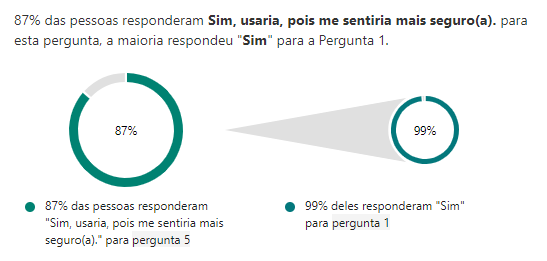 87% das pessoas responderam Sim, usaria, pois me sentiria mais seguro(a). para
esta pergunta, a maioria respondeu "Sim" para a Pergunta 1.
87%
99%
87% das pessoas responderam
"Sim, usaria, pois me sentiria mais
seguro(a)." para pergunta 5
99% deles responderam "Sim"
para pergunta 1